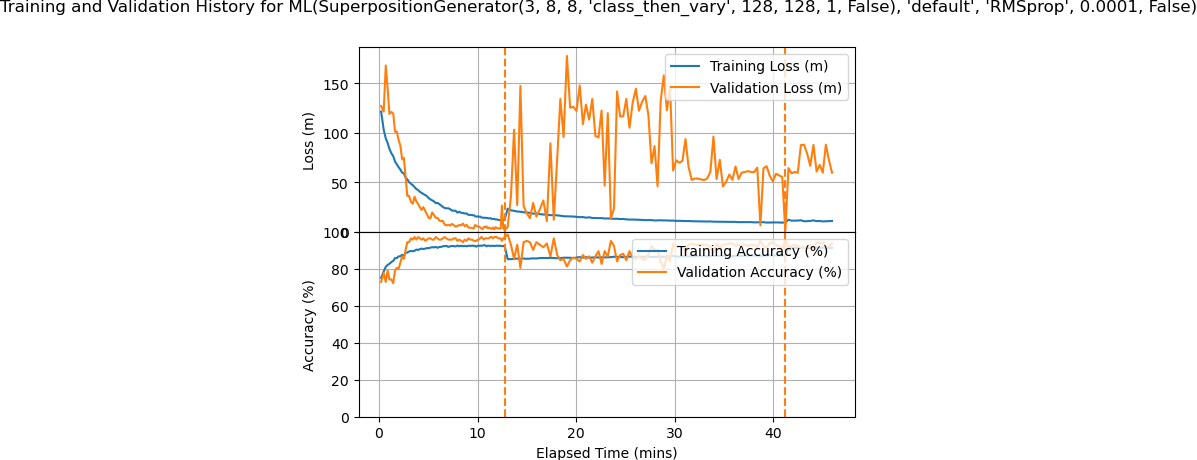 Training and Validation History for ML(SuperpositionGenerator(3, 8, 8, 'class_then_vary', 128, 128, 1, False), 'default', 'RMSprop', 0.0001, False)
Training Loss (m)
Validation Loss (m)
150
100
50
0
Loss (m)
Training Accuracy (%)
Validation Accuracy (%)
100
80
60
40
20
0
Accuracy (%)
0 10 20 30 40
Elapsed Time (mins)